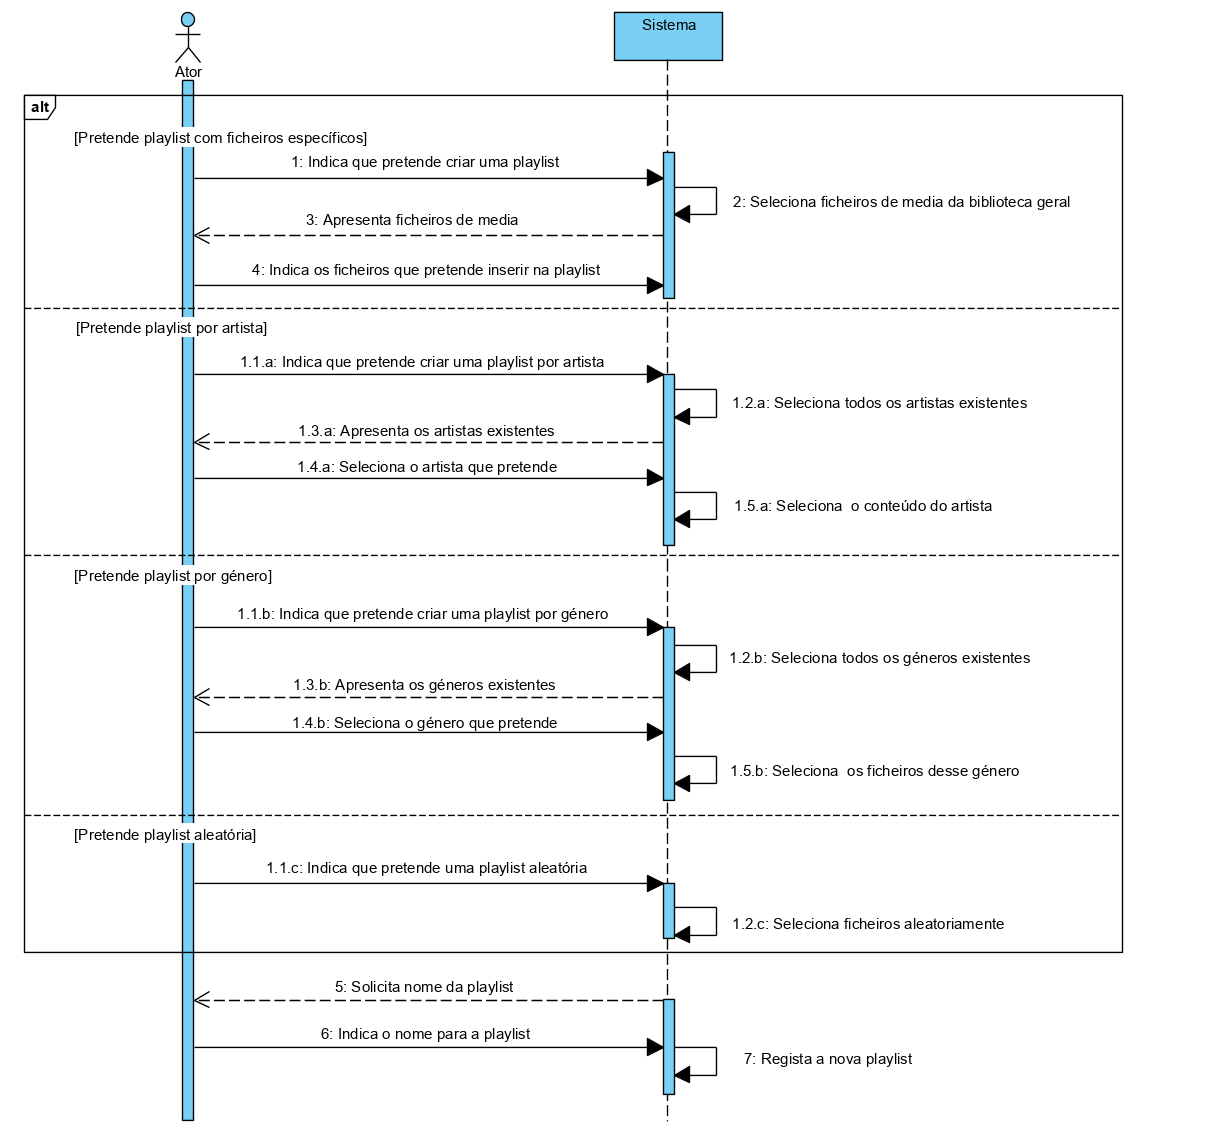 Sistema
Ator
alt
[Pretende playlist com ficheiros específicos]
1: Indica que pretende criar uma playlist
2: Seleciona ficheiros de media da biblioteca geral
3: Apresenta ficheiros de media
4: Indica os ficheiros que pretende inserir na playlist
[Pretende playlist por artista]
1.1.a: Indica que pretende criar uma playlist por artista
1.2.a: Seleciona todos os artistas existentes
1.3.a: Apresenta os artistas existentes
1.4.a: Seleciona o artista que pretende
1.5.a: Seleciona  o conteúdo do artista
[Pretende playlist por género]
1.1.b: Indica que pretende criar uma playlist por género
1.2.b: Seleciona todos os géneros existentes
1.3.b: Apresenta os géneros existentes
1.4.b: Seleciona o género que pretende
1.5.b: Seleciona  os ficheiros desse género
[Pretende playlist aleatória]
1.1.c: Indica que pretende uma playlist aleatória
1.2.c: Seleciona ficheiros aleatoriamente
5: Solicita nome da playlist
6: Indica o nome para a playlist
7: Regista a nova playlist